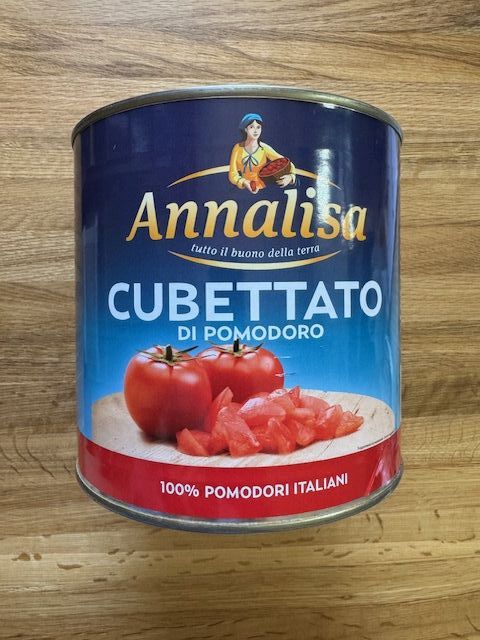 Annalisa
tutto il buono della terra
CUBETTATO
DI POMODORO
100% POMODORI ITALIANI